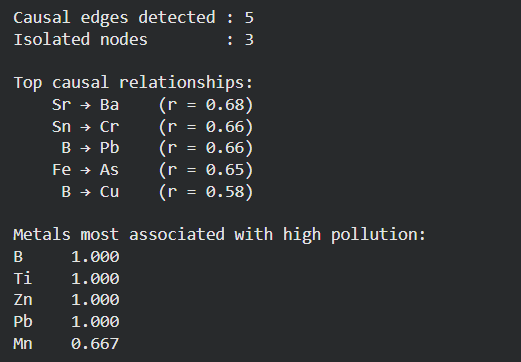 Causal edges detected : 5
Isolated nodes        : 3
Top causal relationships:
Sr → Ba    (r = 0.68)
Sn → Cr    (r = 0.66)
B → Pb    (r = 0.66)
Fe → As    (r = 0.65)
B → Cu    (r = 0.58)
Metals most associated with high pollution:
B     1.000
Ti    1.000
Zn    1.000
Pb    1.000
Mn    0.667